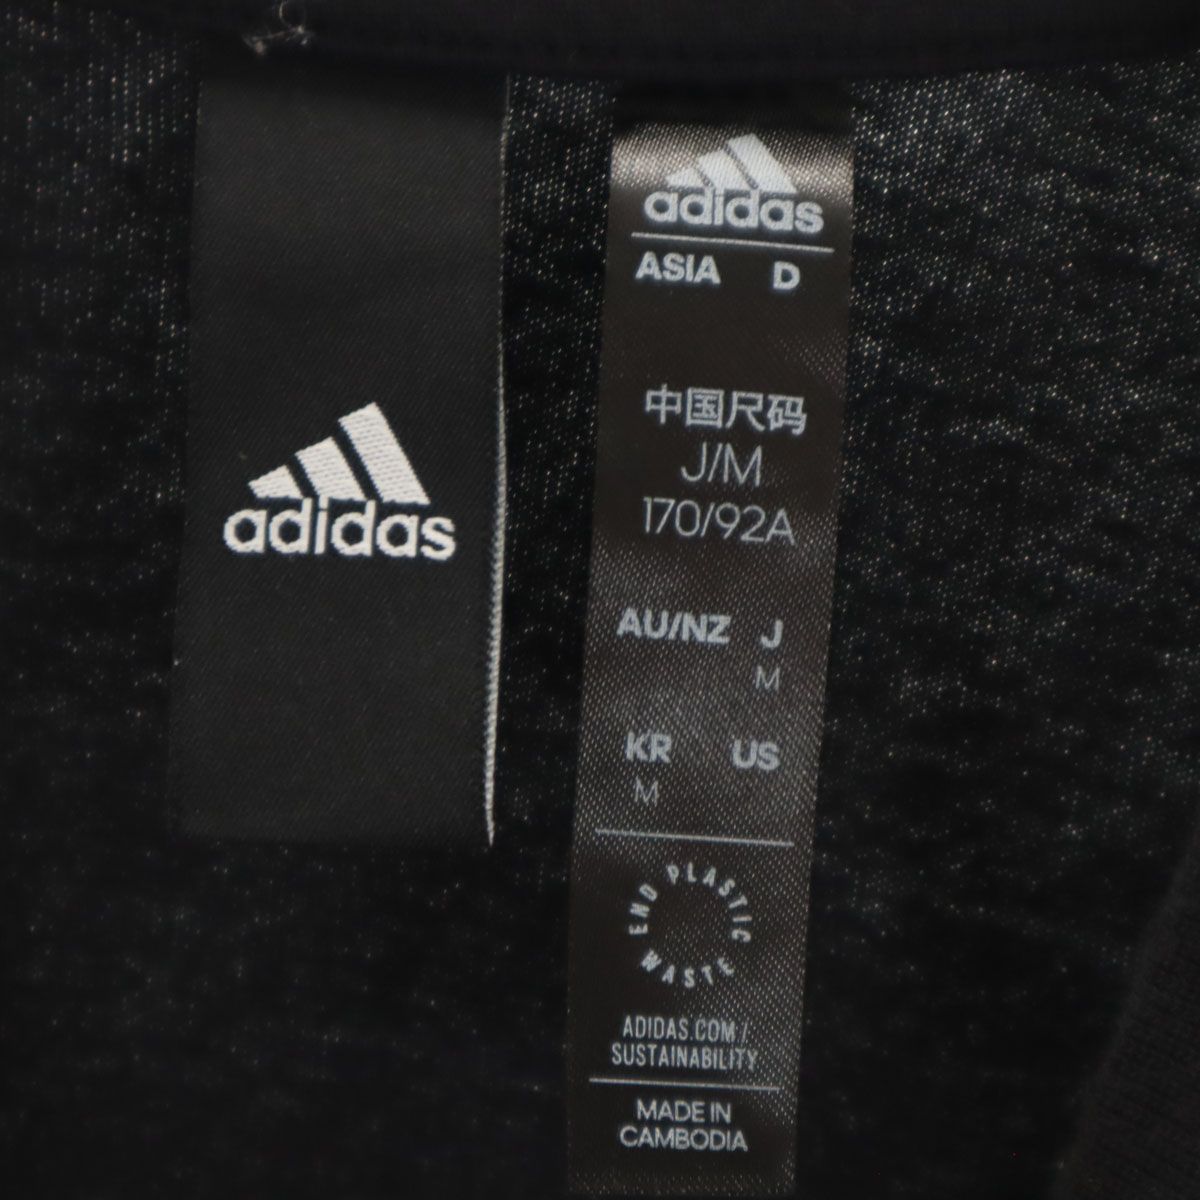 adidas
adidas
ASIA D
中国尺码
J/M
170/92A
AU/NZ J
M
KR US
M
END PLASTIC WASTE
ADIDAS.COM/
SUSTAINABILITY
MADE IN
CAMBODIA